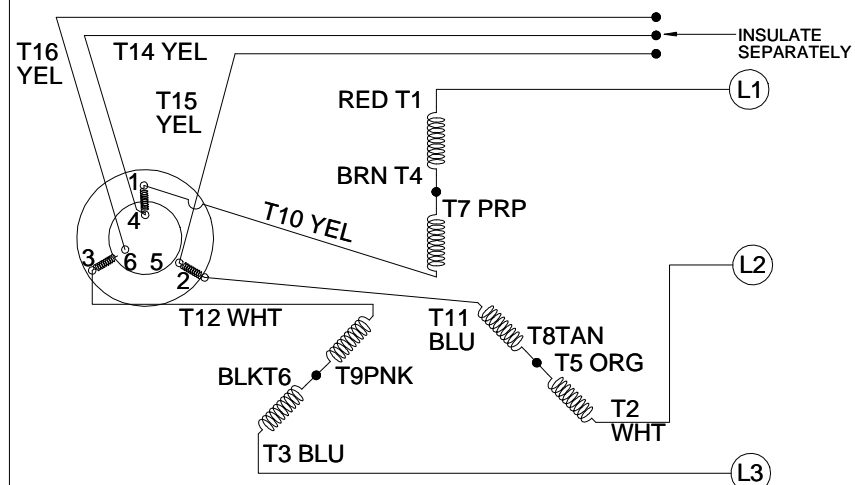 T16
YEL
T14 YEL
INSULATE
SEPARATELY
T15
YEL
RED T1
L1
BRN T4
T7 PRP
1
4
T10 YEL
3
6
5
2
L2
T12 WHT
T11
BLU
T8TAN
T5 ORG
BLKT6
T9PNK
T2
WHT
T3 BLU
L3